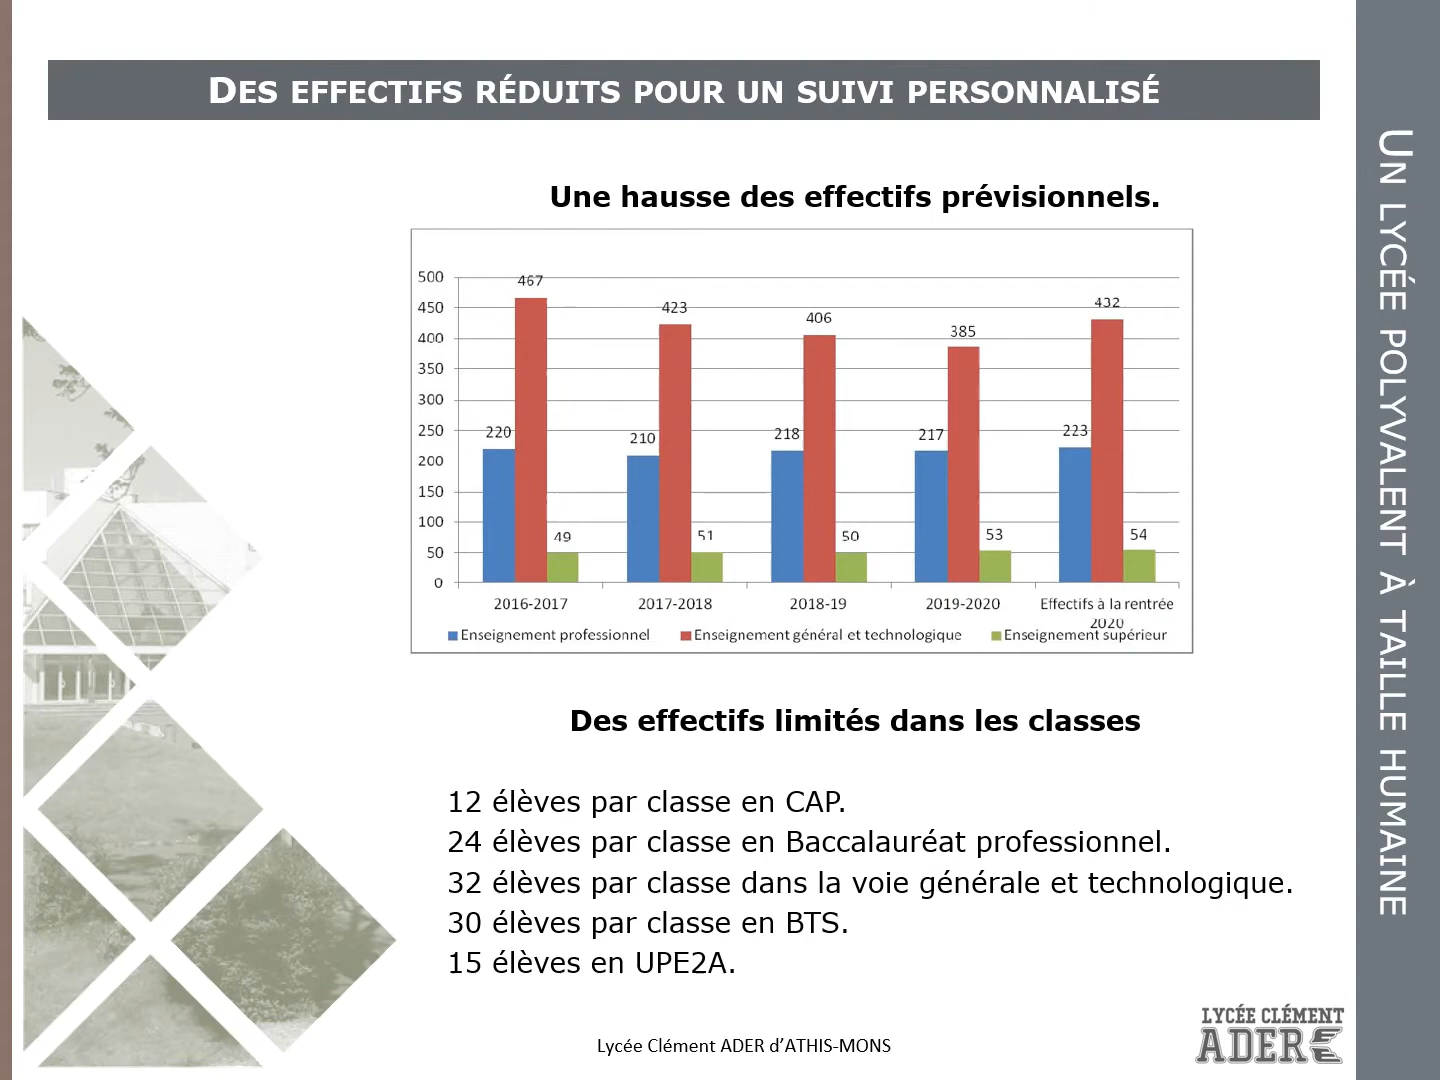 DES EFFECTIFS RÉDUITS POUR UN SUIVI PERSONNALISÉ
UN LYCÉE POLYVALENT À TAILLE HUMAINE
Une hausse des effectifs prévisionnels.
500
450
400
350
300
250
200
150
100
50
0
467
423
406
385
432
220
210
218
217
223
49
51
50
53
54
2016-2017
2017-2018
2018-19
2019-2020
Effectifs à la rentrée
2020
Enseignement professionnel
Enseignement général et technologique
Enseignement supérieur
Des effectifs limités dans les classes
12 élèves par classe en CAP.
24 élèves par classe en Baccalauréat professionnel.
32 élèves par classe dans la voie générale et technologique.
30 élèves par classe en BTS.
15 élèves en UPE2A.
Lycée Clément ADER d’ATHIS-MONS
LYCÉE CLÉMENT
ADER